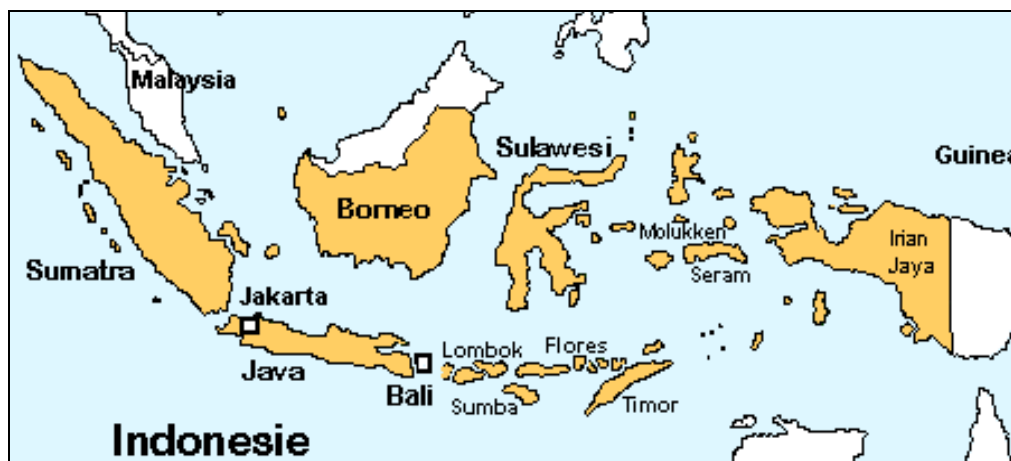 Malaysia
Sulawesi
Guinea
Borneo
Molukken
Irian
Jaya
Sumatra
Seram
Jakarta
Lombok
Flores
Java
Bali
Sumba
Timor
Indonesie